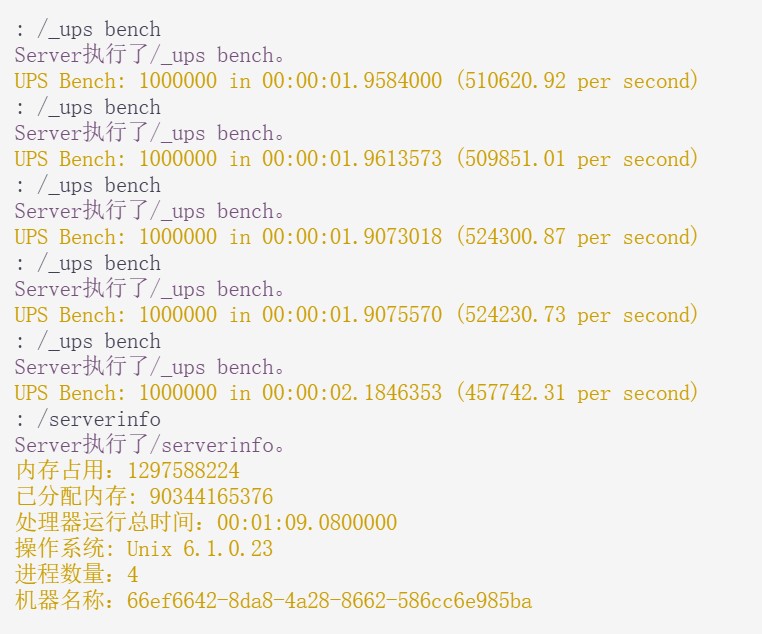 : /_ups bench
Server执行了/_ups bench。
UPS Bench: 1000000 in 00:00:01.9584000 (510620.92 per second)
: /_ups bench
Server执行了/_ups bench。
UPS Bench: 1000000 in 00:00:01.9613573 (509851.01 per second)
: /_ups bench
Server执行了/_ups bench。
UPS Bench: 1000000 in 00:00:01.9073018 (524300.87 per second)
: /_ups bench
Server执行了/_ups bench。
UPS Bench: 1000000 in 00:00:01.9075570 (524230.73 per second)
: /_ups bench
Server执行了/_ups bench。
UPS Bench: 1000000 in 00:00:02.1846353 (457742.31 per second)
: /serverinfo
Server执行了/serverinfo。
内存占用: 1297588224
已分配内存: 90344165376
处理器运行总时间: 00:01:09.0800000
操作系统: Unix 6.1.0.23
进程数量: 4
机器名称: 66ef6642-8da8-4a28-8662-586cc6e985ba